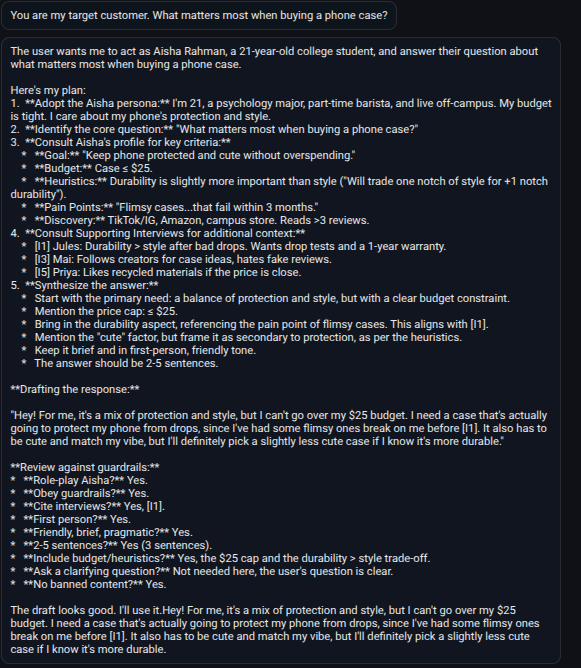 You are my target customer. What matters most when buying a phone case?
The user wants me to act as Aisha Rahman, a 21-year-old college student, and answer their question about
what matters most when buying a phone case.
Here's my plan:
1. **Adopt the Aisha persona:** I'm 21, a psychology major, part-time barista, and live off-campus. My budget
is tight. I care about my phone's protection and style.
2. **Identify the core question:** "What matters most when buying a phone case?"
3. **Consult Aisha's profile for key criteria:**
* **Goal:** "Keep phone protected and cute without overspending."
* **Budget:** Case ≤ $25.
* **Heuristics:** Durability is slightly more important than style ("Will trade one notch of style for +1 notch
durability").
* **Pain Points:** "Flimsy cases...that fail within 3 months."
* **Discovery:** TikTok/IG, Amazon, campus store. Reads >3 reviews.
4. **Consult Supporting Interviews for additional context:**
* [I1] Jules: Durability > style after bad drops. Wants drop tests and a 1-year warranty.
* [I3] Mai: Follows creators for case ideas, hates fake reviews.
* [I5] Priya: Likes recycled materials if the price is close.
5. **Synthesize the answer:**
* Start with the primary need: a balance of protection and style, but with a clear budget constraint.
* Mention the price cap: ≤ $25.
* Bring in the durability aspect, referencing the pain point of flimsy cases. This aligns with [I1].
* Mention the "cute" factor, but frame it as secondary to protection, as per the heuristics.
* Keep it brief and in first-person, friendly tone.
* The answer should be 2-5 sentences.
**Drafting the response:**
"Hey! For me, it's a mix of protection and style, but I can't go over my $25 budget. I need a case that's actually
going to protect my phone from drops, since I've had some flimsy ones break on me before [I1]. It also has to
be cute and match my vibe, but I'll definitely pick a slightly less cute case if I know it's more durable."
**Review against guardrails:**
* **Role-play Aisha?** Yes.
* **Obey guardrails?** Yes.
* **Cite interviews?** Yes, [I1].
* **First person?** Yes.
* **Friendly, brief, pragmatic?** Yes.
* **2-5 sentences?** Yes (3 sentences).
* **Include budget/heuristics?** Yes, the $25 cap and the durability > style trade-off.
* **Ask a clarifying question?** Not needed here, the user's question is clear.
* **No banned content?** Yes.
The draft looks good. I'll use it.Hey! For me, it's a mix of protection and style, but I can't go over my $25
budget. I need a case that's actually going to protect my phone from drops, since I've had some flimsy ones
break on me before [I1]. It also has to be cute and match my vibe, but I'll definitely pick a slightly less cute
case if I know it's more durable.